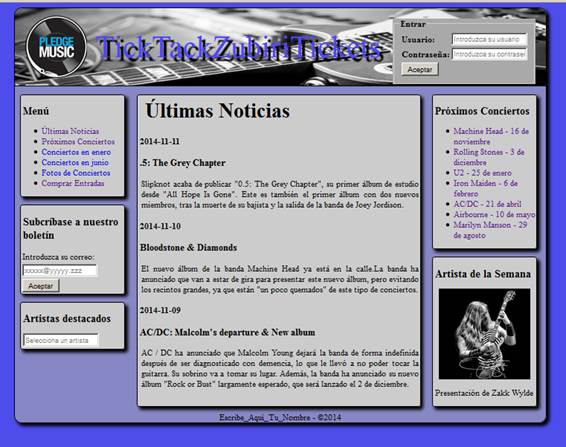 PLEDGE
MUSIC
TickTackZubiriTickets
Entrar
Usuario: Introduzca su usuario
Contraseña: Introduzca su contraseñ
Aceptar
Menú
Últimas Noticias
Próximos Conciertos
Conciertos en enero
Conciertos en junio
Fotos de Conciertos
Comprar Entradas
Subcríbase a nuestro
boletín
Introduzca su correo:
xxxxx@yyyyy.zzz
Aceptar
Artistas destacados
Selecciona un artista
Últimas Noticias
2014-11-11
.5: The Grey Chapter
Slipknot acaba de publicar "0.5: The Grey Chapter", su primer álbum de estudio
desde "All Hope Is Gone". Este es también el primer álbum con dos nuevos
miembros, tras la muerte de su bajista y la salida de la banda de Joey Jordison.
2014-11-10
Bloodstone & Diamonds
El nuevo álbum de la banda Machine Head ya está en la calle.La banda ha
anunciado que van a estar de gira para presentar este nuevo álbum, pero evitando
los recintos grandes, ya que están "un poco quemados" de este tipo de conciertos.
2014-11-09
AC/DC: Malcolm's departure & New album
AC / DC ha anunciado que Malcolm Young dejará la banda de forma indefinida
después de ser diagnosticado con demencia, lo que le llevó a no poder tocar la
guitarra. Su sobrino va a tomar su lugar. Además, la banda ha anunciado su nuevo
álbum "Rock or Bust" largamente esperado, que será lanzado el 2 de diciembre.
Próximos Conciertos
Machine Head - 16 de
noviembre
Rolling Stones - 3 de
diciembre
U2 - 25 de enero
Iron Maiden - 6 de
febrero
AC/DC - 21 de abril
Airbourne - 10 de mayo
Marilyn Manson - 29
de agosto
Artista de la Semana
Presentación de Zakk Wylde
Escribe_Aqui_Tu_Nombre - ©2014